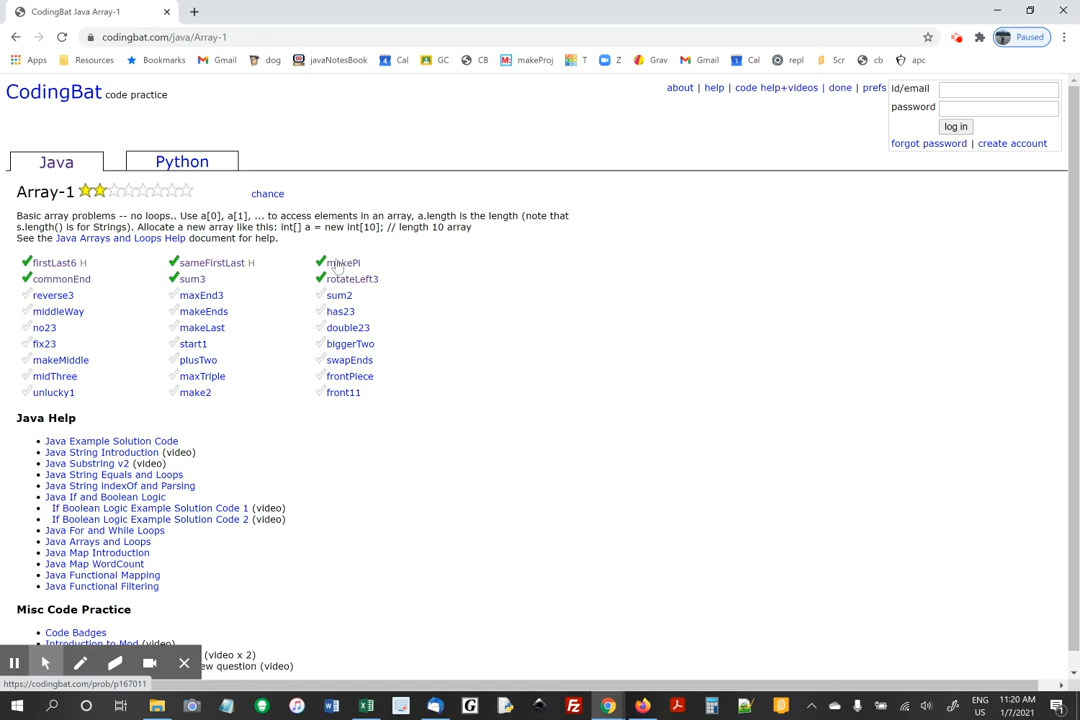 CodingBat Java Array-1
codingbat.com/java/Array-1
Paused
Apps Resources Bookmarks Gmail dog javaNotesBook Cal GC CB makeProj T Z Grav Gmail Cal repl Scr cb apc
CodingBat code practice
about | help | code help+videos | done | prefs
id/email
password
log in
forgot password | create account
Java Python
Array-1 chance
Basic array problems -- no loops.. Use a[0], a[1], ... to access elements in an array, a.length is the length (note that
s.length() is for Strings). Allocate a new array like this: int[] a = new int[10]; // length 10 array
See the Java Arrays and Loops Help document for help.
firstLast6 H sameFirstLast H makePi
commonEnd sum3 rotateLeft3
reverse3 maxEnd3 sum2
middleWay makeEnds has23
no23 makeLast double23
fix23 start1 biggerTwo
makeMiddle plusTwo swapEnds
midThree maxTriple frontPiece
unlucky1 make2 front11
Java Help
Java Example Solution Code
Java String Introduction (video)
Java Substring v2 (video)
Java String Equals and Loops
Java String indexOf and Parsing
Java If and Boolean Logic
If Boolean Logic Example Solution Code 1 (video)
If Boolean Logic Example Solution Code 2 (video)
Java For and While Loops
Java Arrays and Loops
Java Map Introduction
Java Map WordCount
Java Functional Mapping
Java Functional Filtering
Misc Code Practice
Code Badges
Introduction to Mod (video)
(video x 2)
ew question (video)
https://codingbat.com/prob/p167011
ENG
US
11:20 AM
1/7/2021